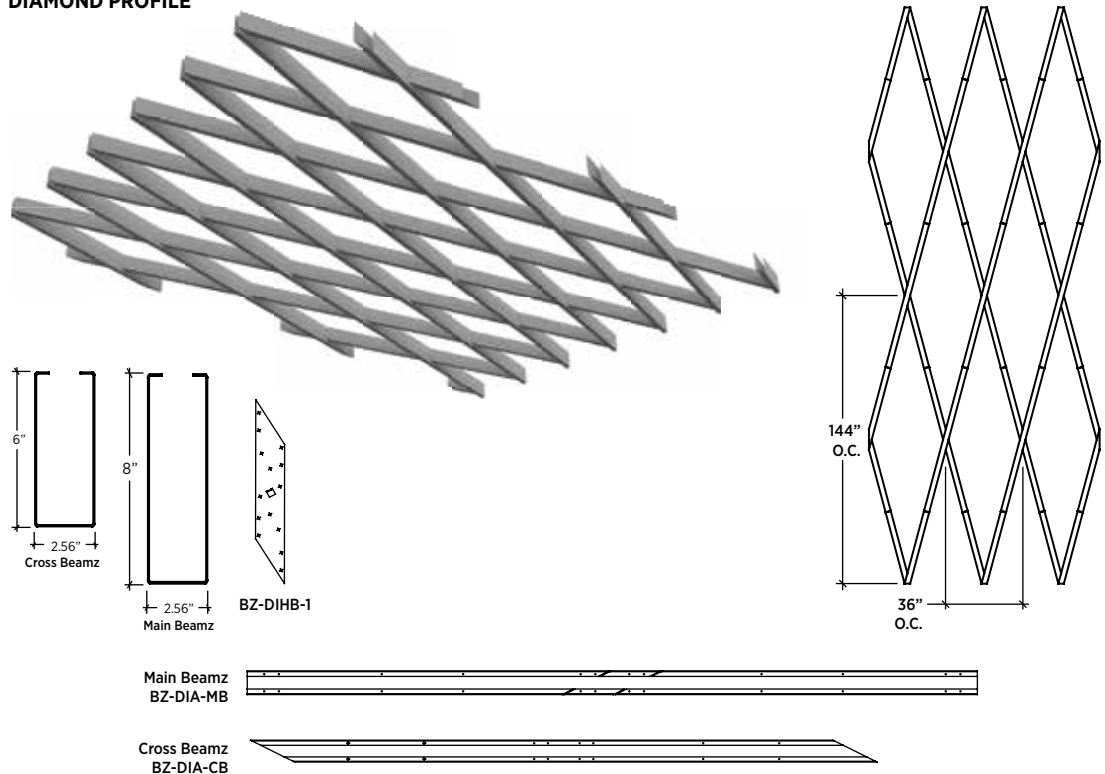 DIAMOND PROFILE
144”
O.C.
36”
O.C.
6”
2.56”
Cross Beamz
8”
2.56”
Main Beamz
BZ-DIHB-1
Main Beamz
BZ-DIA-MB
Cross Beamz
BZ-DIA-CB